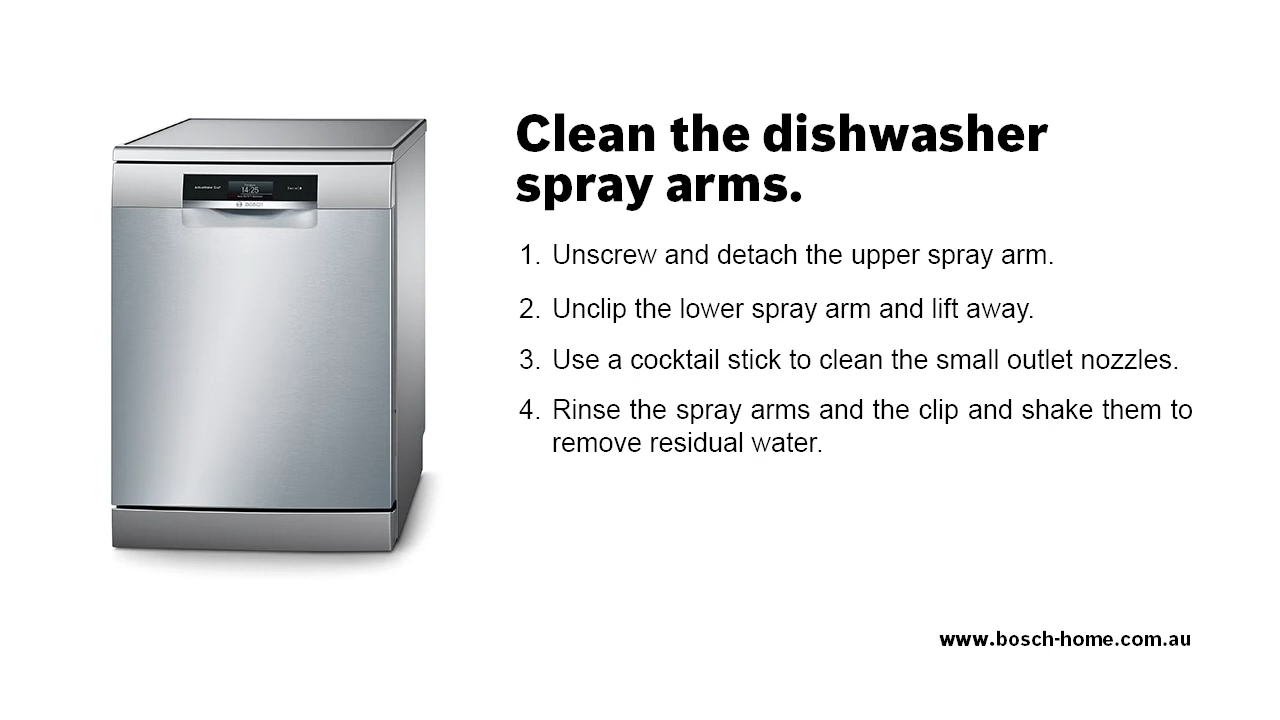 Clean the dishwasher
spray arms.
1. Unscrew and detach the upper spray arm.
2. Unclip the lower spray arm and lift away.
3. Use a cocktail stick to clean the small outlet nozzles.
4. Rinse the spray arms and the clip and shake them to
remove residual water.
14:25
BOSCH
www.bosch-home.com.au